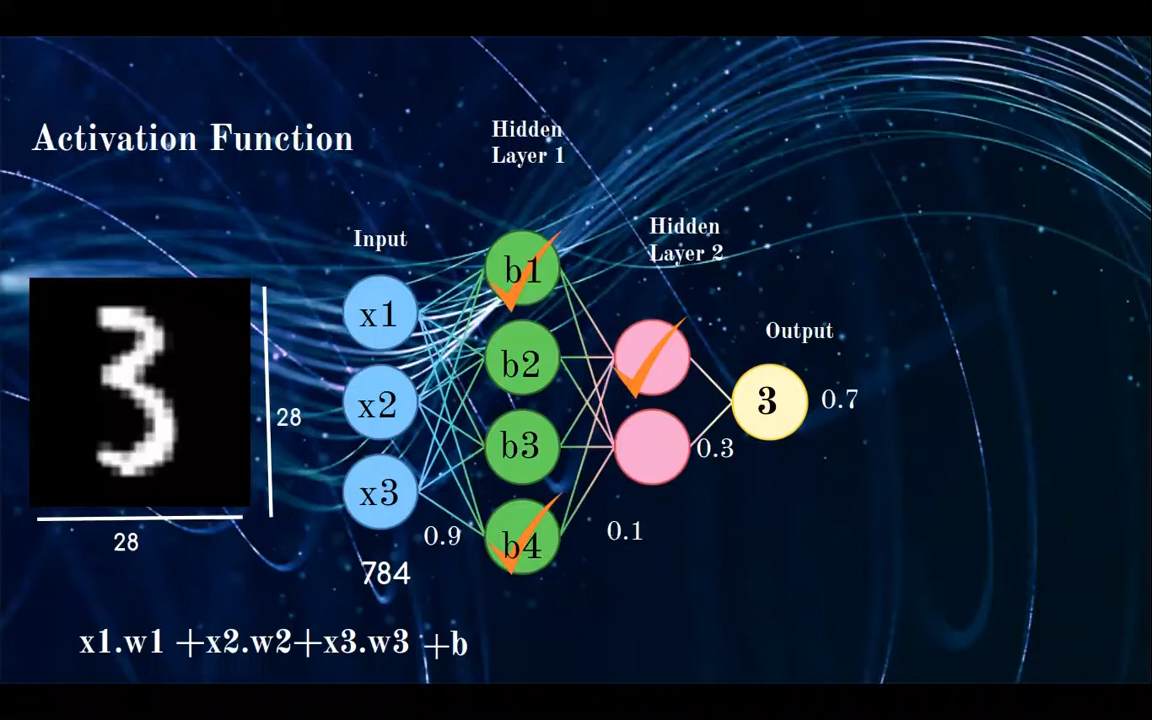 Activation Function
Hidden
Layer 1
Hidden
Layer 2
Input
Output
x1
x2
x3
b1
b2
b3
b4
3
0.7
0.3
0.1
0.9
28
28
784
x1.w1 +x2.w2+x3.w3 +b